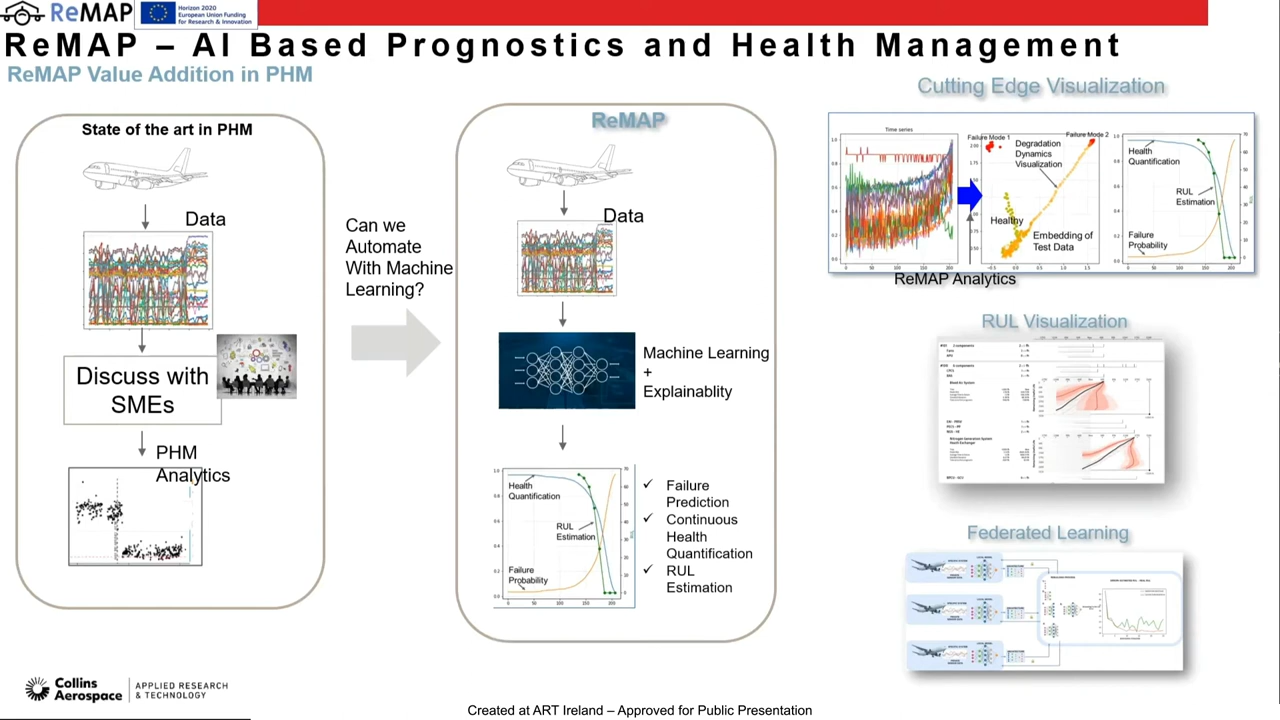 ReMAP
Horizon 2020
European Union Funding
for Research & Innovation
ReMAP – AI Based Prognostics and Health Management
ReMAP Value Addition in PHM
State of the art in PHM
Data
Discuss with
SMEs
PHM
Analytics
Can we
Automate
With Machine
Learning?
ReMAP
Data
Machine Learning
+
Explainablity
Health
Quantification
RUL
Estimation
Failure
Probability
✓ Failure
Prediction
✓ Continuous
Health
Quantification
✓ RUL
Estimation
Cutting Edge Visualization
Time series
Failure Mode 1
Failure Mode 2
Degradation
Dynamics
Visualization
Healthy
Embedding of
Test Data
Health
Quantification
RUL
Estimation
Failure
Probability
ReMAP Analytics
RUL Visualization
Federated Learning
Collins
Aerospace
APPLIED RESEARCH
& TECHNOLOGY
Created at ART Ireland – Approved for Public Presentation